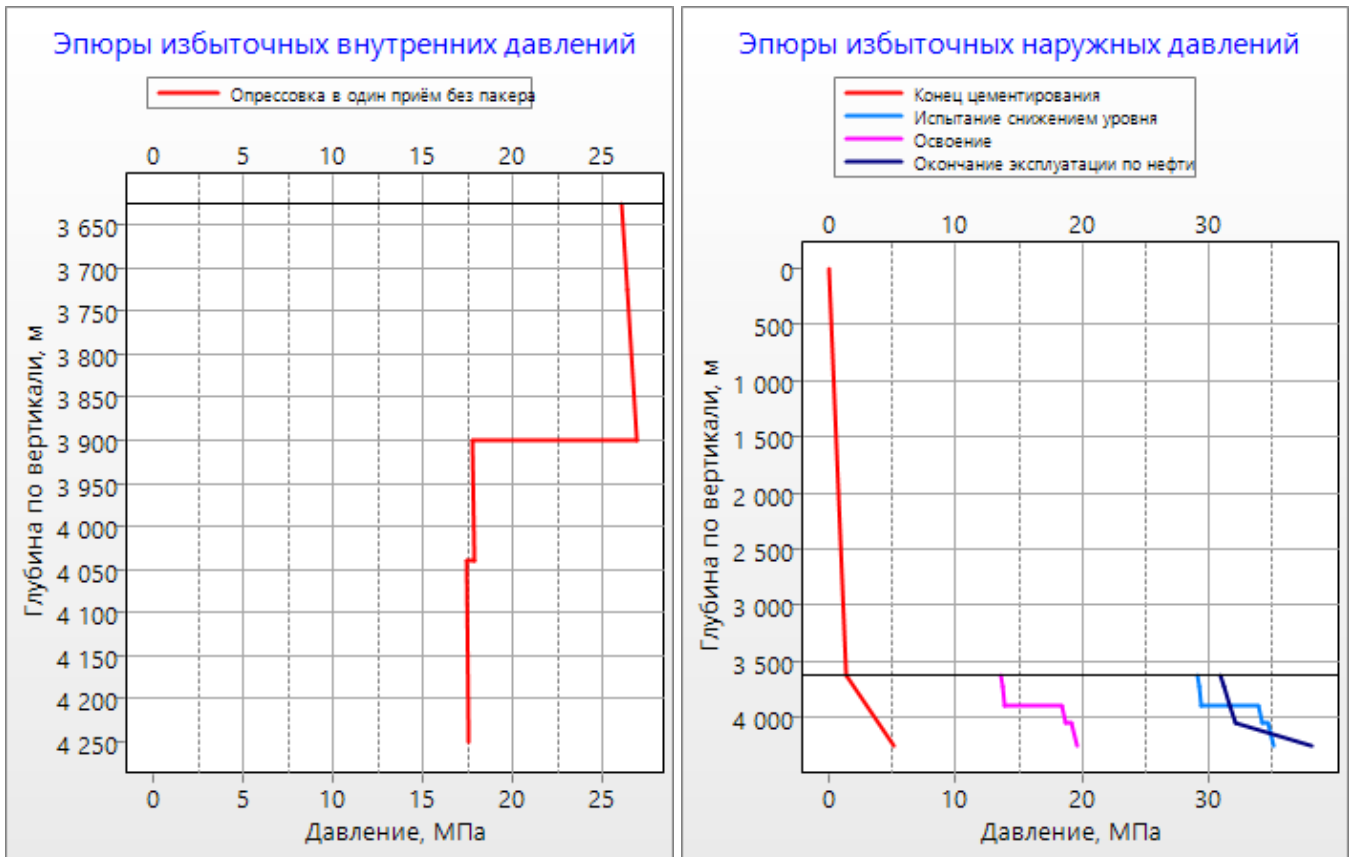 Эпюры избыточных внутренних давлений
Опрессовка в один приём без пакера
0 5 10 15 20 25
3 650
3 700
3 750
3 800
3 850
3 900
3 950
4 000
4 050
4 100
4 150
4 200
4 250
Глубина по вертикали, м
0 5 10 15 20 25
Давление, МПа
Эпюры избыточных наружных давлений
Конец цементирования
Испытание снижением уровня
Освоение
Окончание эксплуатации по нефти
0 10 20 30
0
500
1 000
1 500
2 000
2 500
3 000
3 500
4 000
Глубина по вертикали, м
0 10 20 30
Давление, МПа